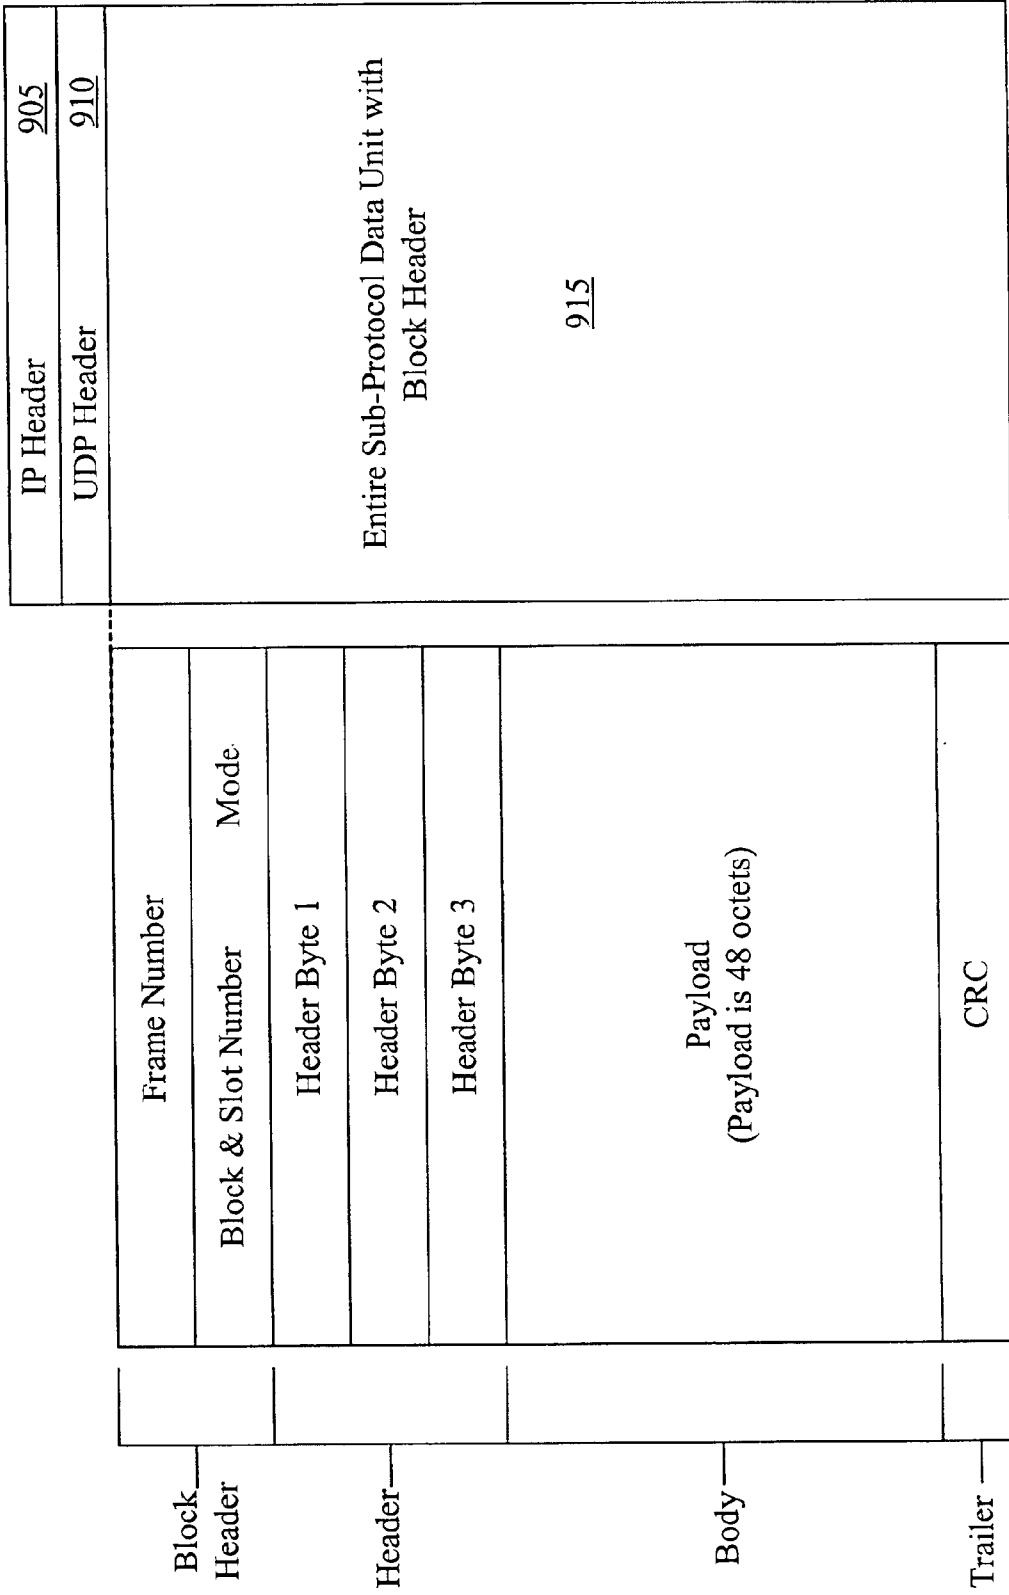 IP Header 905
UDP Header 910
Entire Sub-Protocol Data Unit with
Block Header
915
Block
Header
Frame Number
Block & Slot Number Mode
Header
Header Byte 1
Header Byte 2
Header Byte 3
Body
Payload
(Payload is 48 octets)
Trailer
CRC